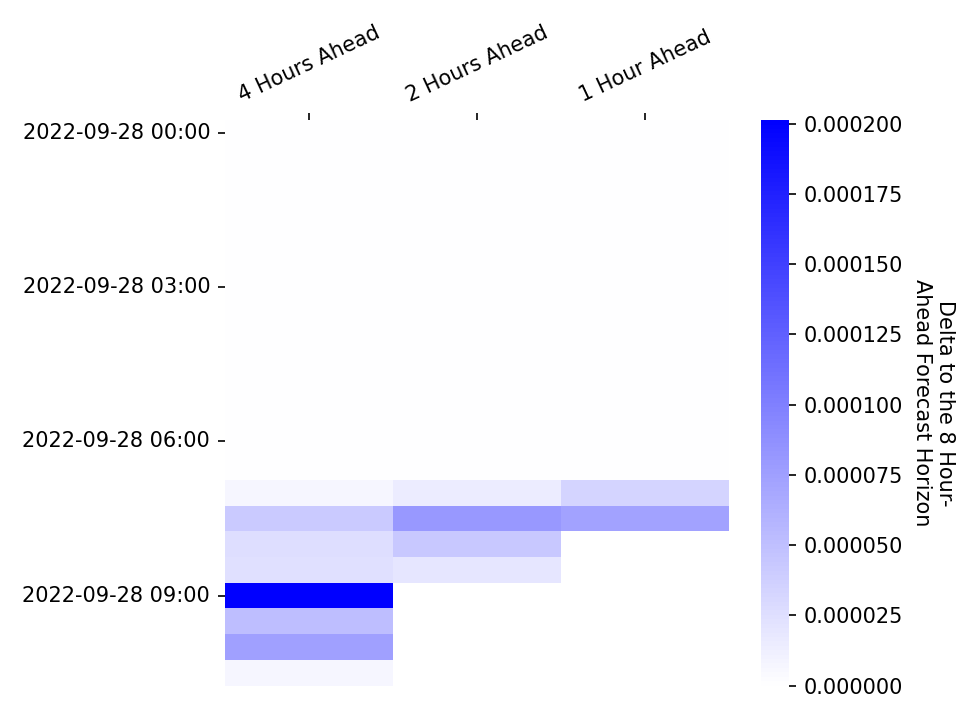 4 Hours Ahead
2 Hours Ahead
1 Hour Ahead
2022-09-28 00:00
2022-09-28 03:00
2022-09-28 06:00
2022-09-28 09:00
0.000200
0.000175
0.000150
0.000125
0.000100
0.000075
0.000050
0.000025
0.000000
Delta to the 8 Hour-
Ahead Forecast Horizon